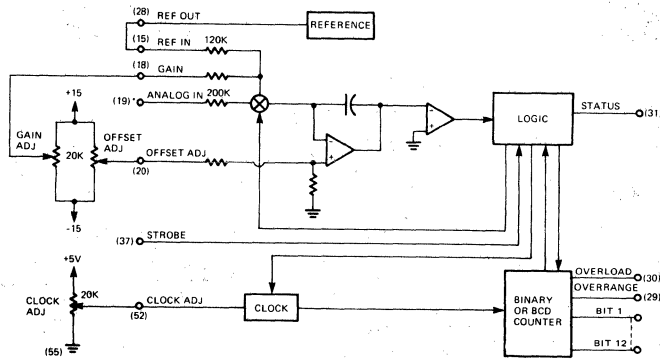 (28) REF OUT
REFERENCE
(15) REF IN 120K
(18) GAIN
(19)* ANALOG IN 200K
+15
GAIN ADJ
20K
OFFSET ADJ
OFFSET ADJ
(20)
-15
-
+
-
+
LOGIC
STATUS
(31)
(37) STROBE
+5V
CLOCK ADJ
20K
CLOCK ADJ
(52)
(55)
CLOCK
BINARY
OR BCD
COUNTER
OVERLOAD
(30)
OVERRANGE
(29)
BIT 1
BIT 12